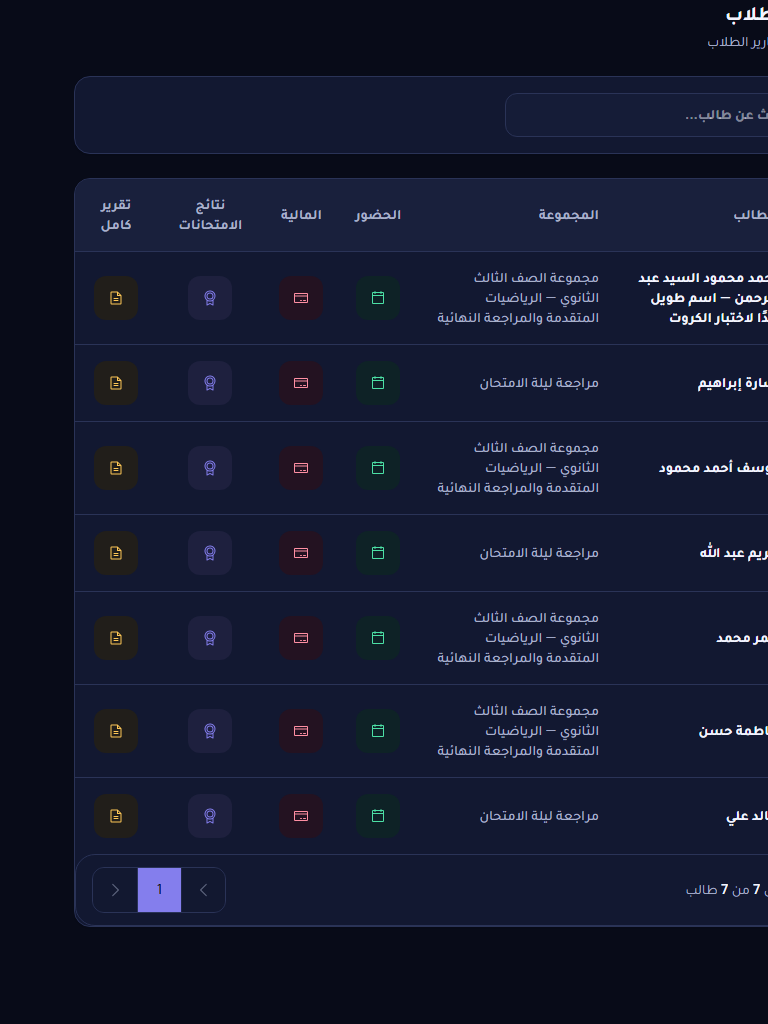 طلاب
ارير الطلاب
ث عن طالب...
طالب
المجموعة
الحضور
المالية
نتائج الامتحانات
تقرير كامل
حمد محمود السيد عبد
رحمن — اسم طويل
دًا لاختبار الكروت
مجموعة الصف الثالث
الثانوي — الرياضيات
المتقدمة والمراجعة النهائية
سارة إبراهيم
مراجعة ليلة الامتحان
وسف أحمد محمود
مجموعة الصف الثالث
الثانوي — الرياضيات
المتقدمة والمراجعة النهائية
ريم عبد الله
مراجعة ليلة الامتحان
مر محمد
مجموعة الصف الثالث
الثانوي — الرياضيات
المتقدمة والمراجعة النهائية
اطمة حسن
مجموعة الصف الثالث
الثانوي — الرياضيات
المتقدمة والمراجعة النهائية
الد علي
مراجعة ليلة الامتحان
7 من 7 طالب
1